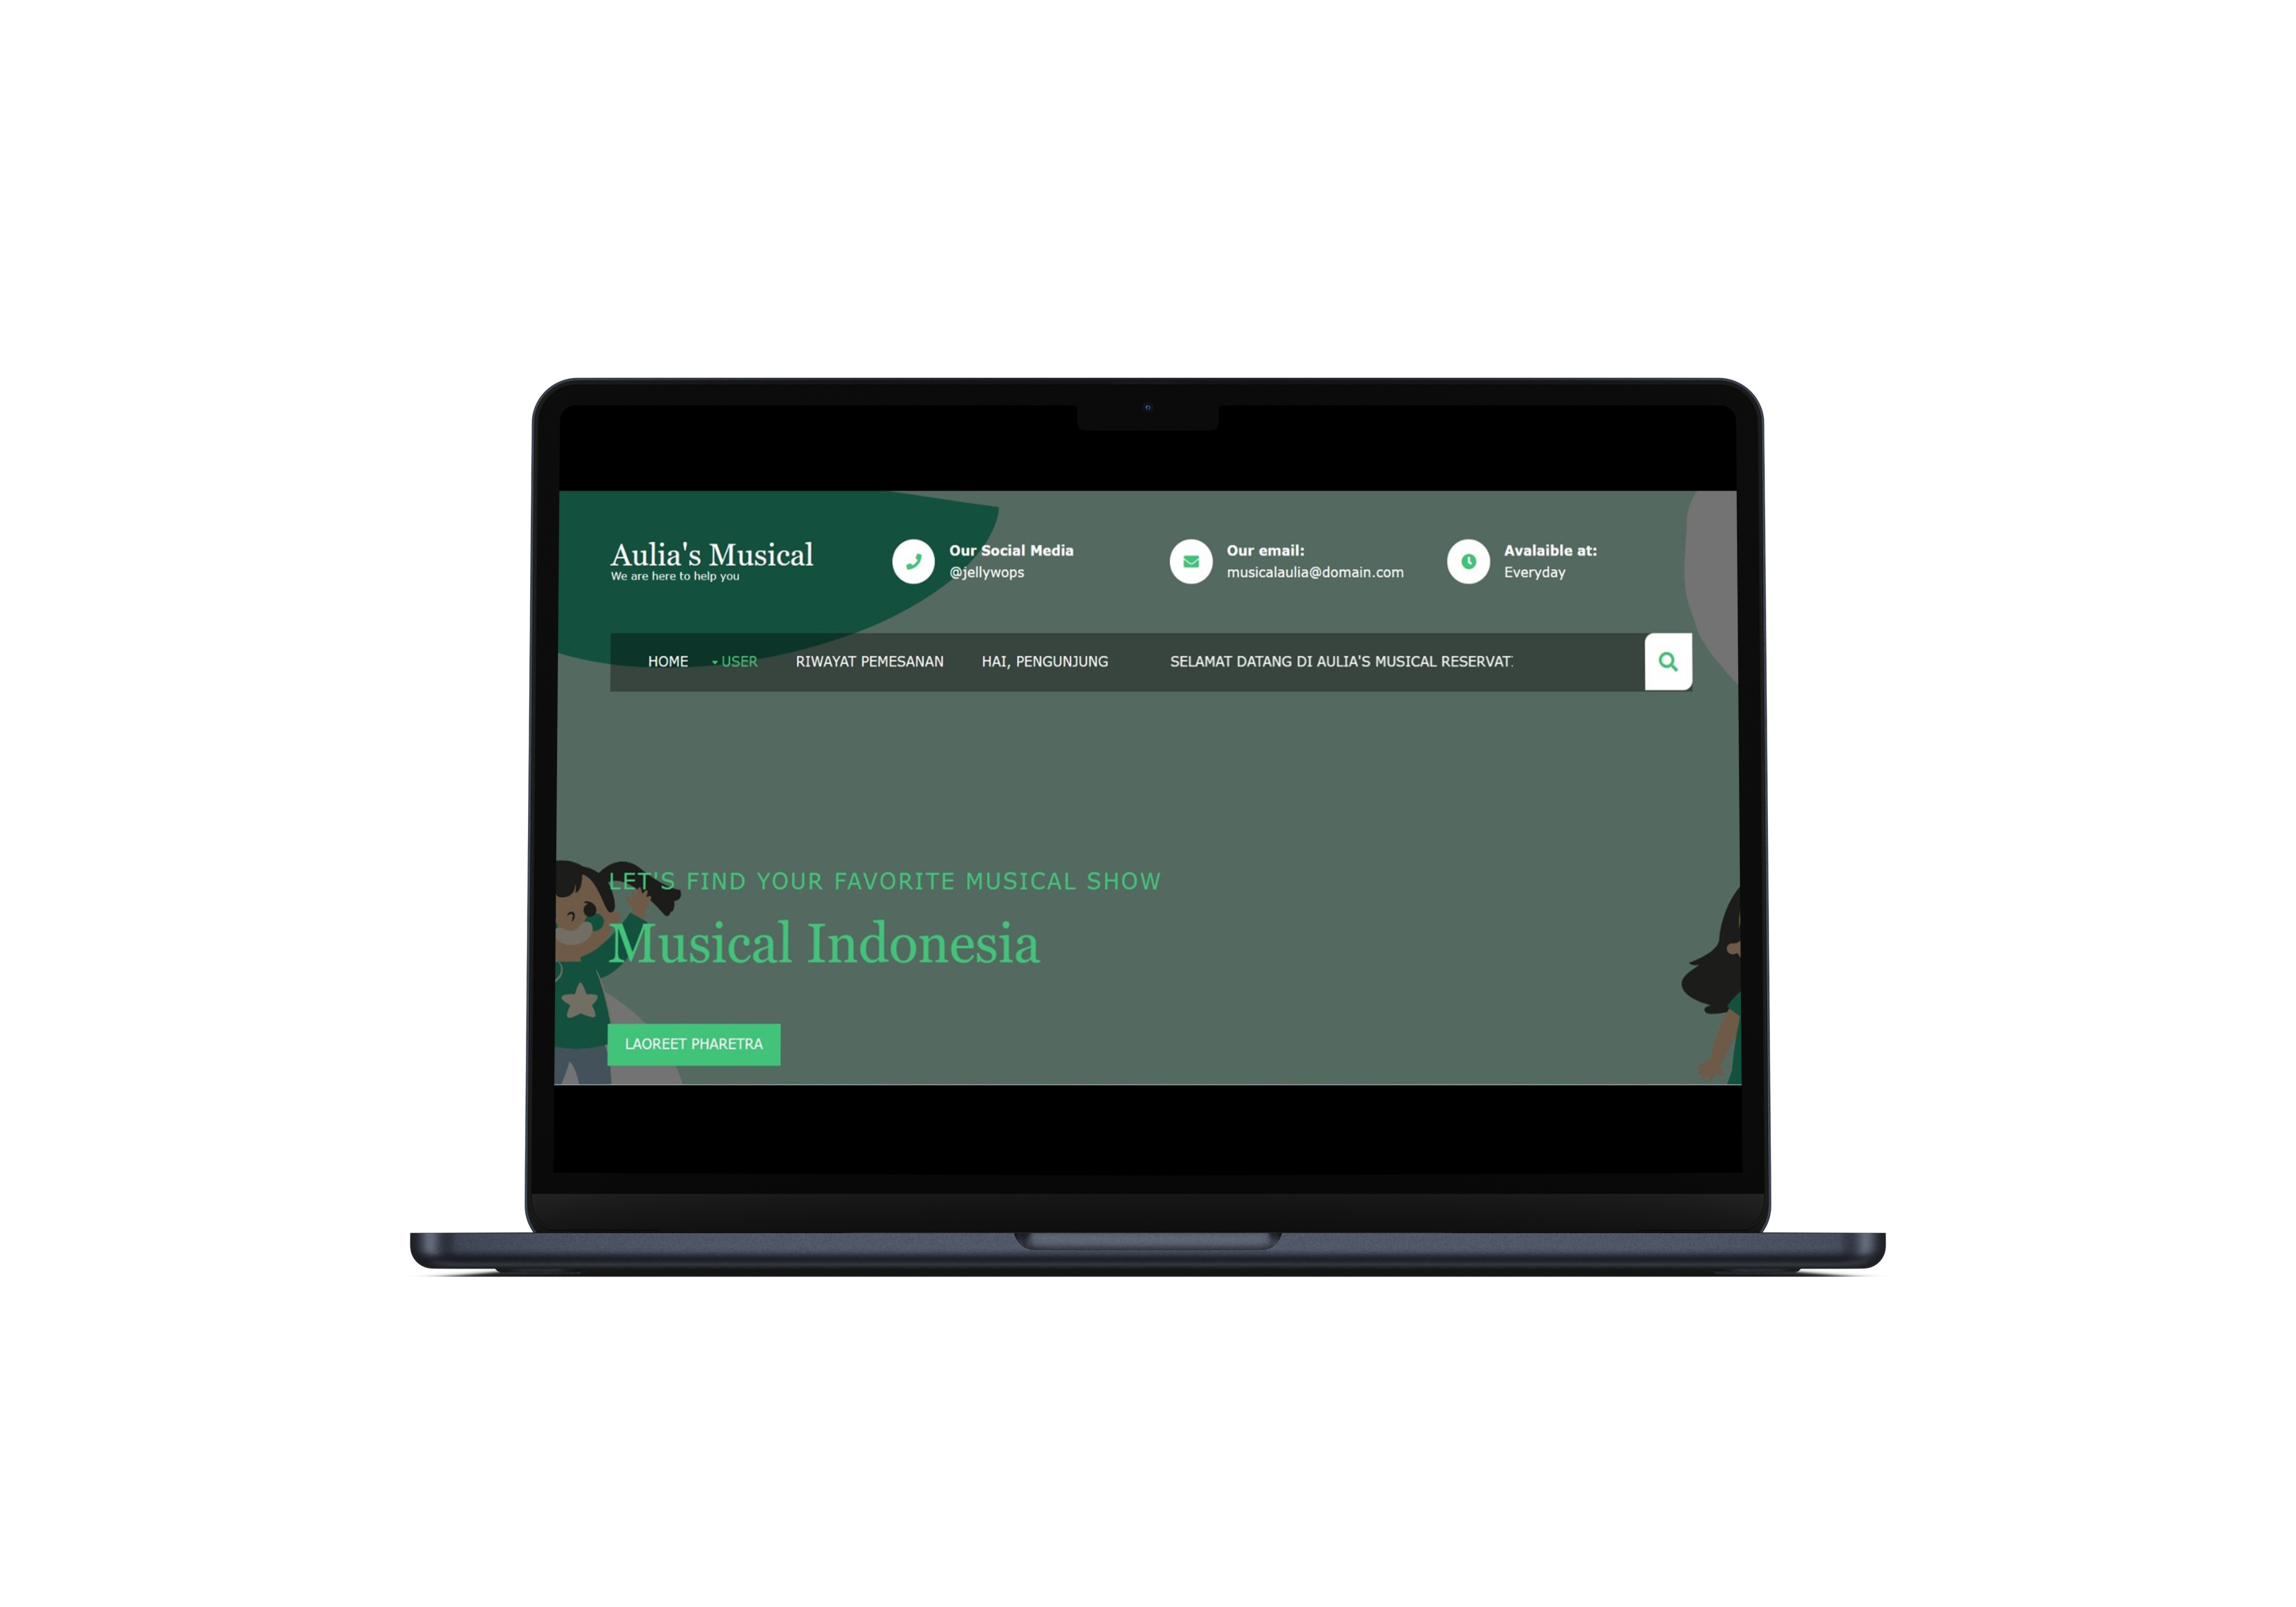 Aulia's Musical
We are here to help you
Our Social Media
@jellywops
Our email:
musicalaulia@domain.com
Avalaible at:
Everyday
HOME USER RIWAYAT PEMESANAN HAI, PENGUNJUNG SELAMAT DATANG DI AULIA'S MUSICAL
LET'S FIND YOUR FAVORITE MUSICAL SHOW
Musical Indonesia
LAOREET PHARETRA